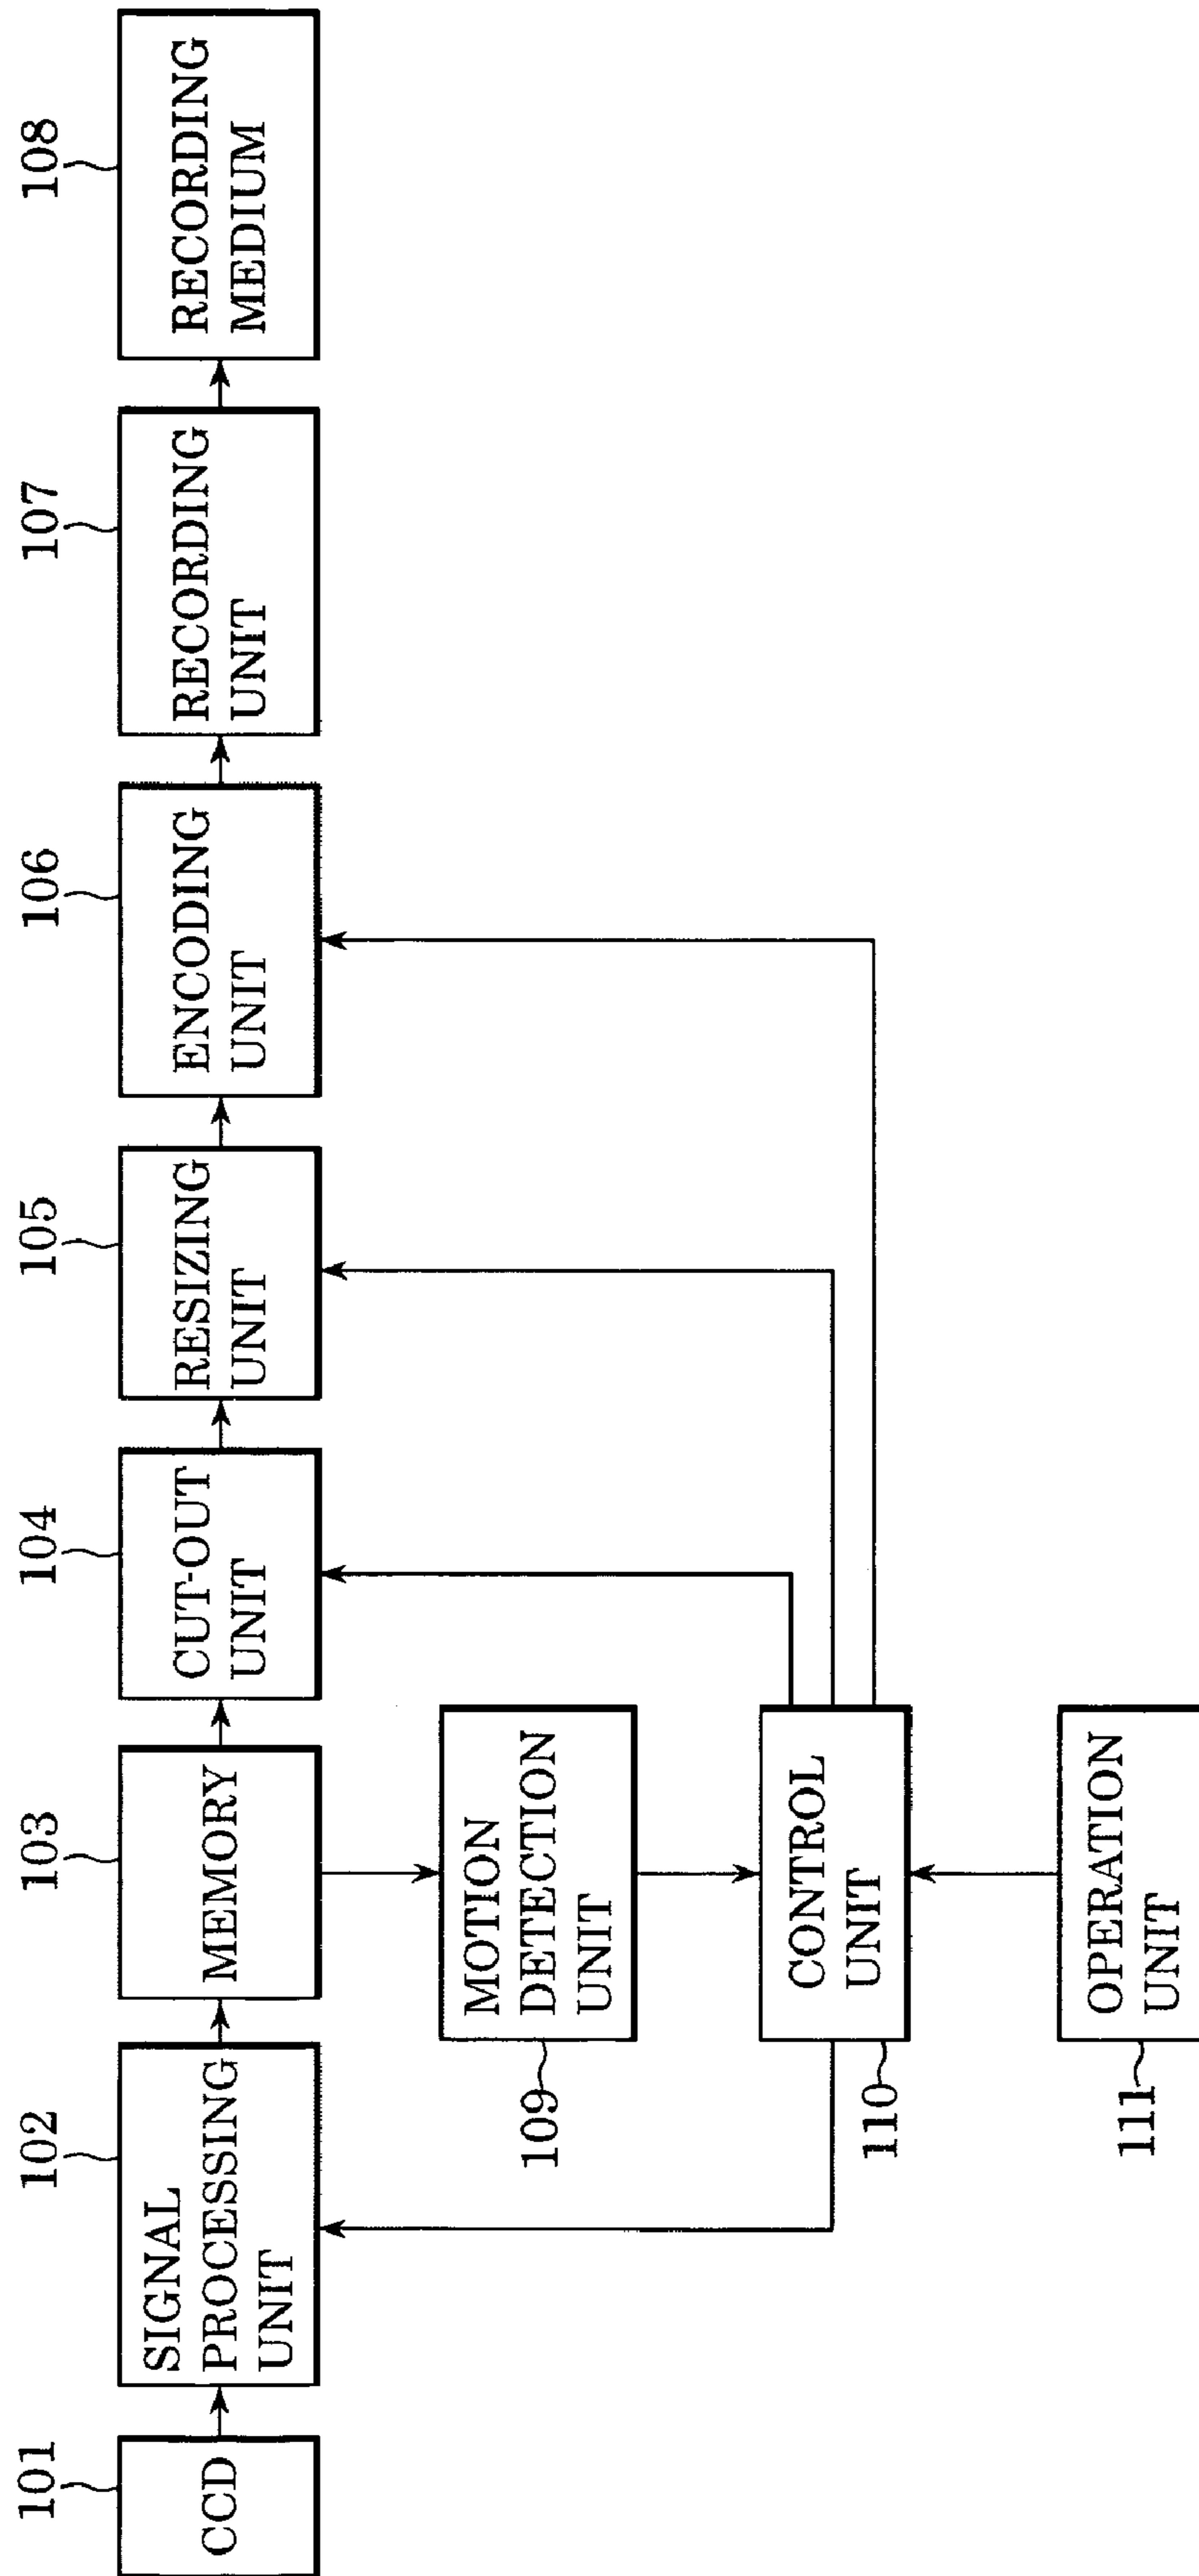 101
CCD
102
SIGNAL
PROCESSING
UNIT
103
MEMORY
104
CUT-OUT
UNIT
105
RESIZING
UNIT
106
ENCODING
UNIT
107
RECORDING
UNIT
108
RECORDING
MEDIUM
109
MOTION
DETECTION
UNIT
110
CONTROL
UNIT
111
OPERATION
UNIT